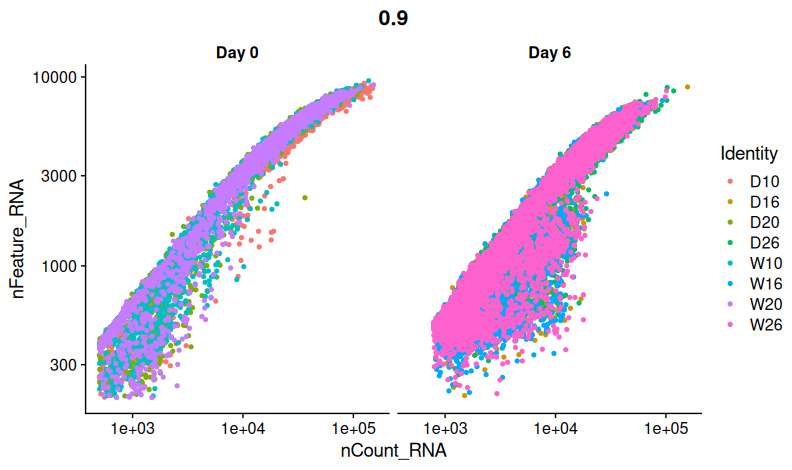 0.9
Day 0
Day 6
nFeature_RNA
10000
3000
1000
300
1e+03
1e+04
1e+05
1e+03
1e+04
1e+05
nCount_RNA
Identity
D10
D16
D20
D26
W10
W16
W20
W26